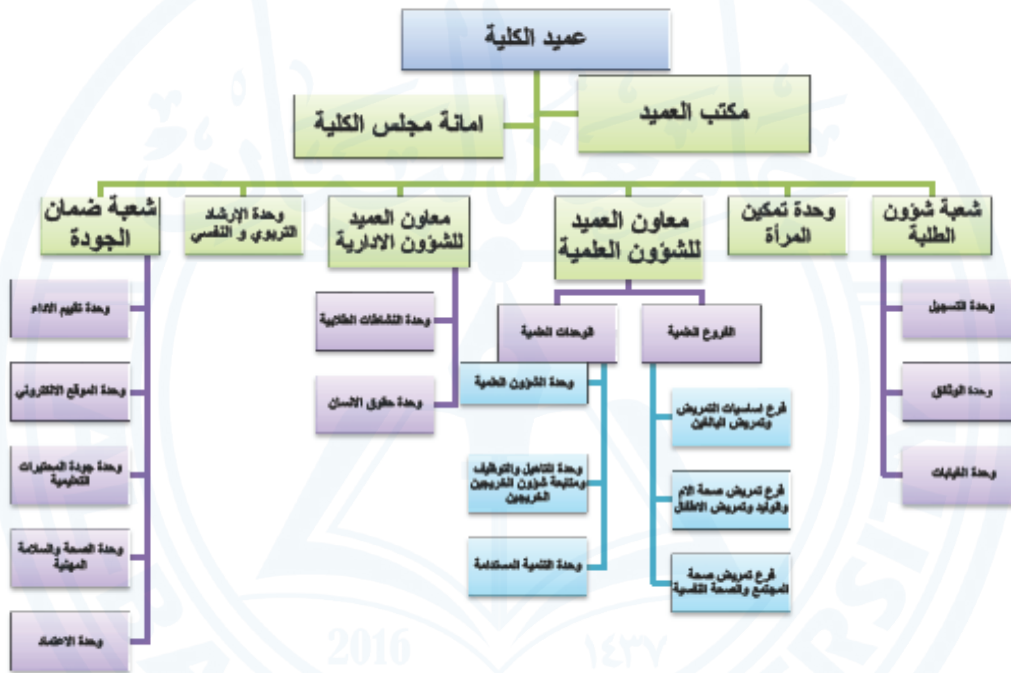 عميد الكلية
مكتب العميد
امانة مجلس الكلية
شعبة شؤون
الطلبة
وحدة تمكين
المرأة
معاون العميد
للشؤون العلمية
معاون العميد
للشؤون الادارية
وحدة الإرشاد
التربوي و النفسي
شعبة ضمان
الجودة
وحدة التسجيل
وحدة الوثائق
وحدة الغيابات
الفروع العلمية
فرع اساسيات التمريض
وتمريض البالغين
فرع تمريض صحة الام
والوليد وتمريض الاطفال
فرع تمريض صحة
المجتمع والصحة النفسية
الوحدات العلمية
وحدة الشؤون العلمية
وحدة التاهيل والتوظيف
ومتابعة شؤون الخريجين
الخريجين
وحدة التنمية المستدامة
وحدة النشاطات الطلابية
وحدة حقوق الانسان
وحدة تقييم الاداء
وحدة الموقع الالكتروني
وحدة جودة المختبرات
التعليمية
وحدة الصحة والسلامة
المهنية
وحدة الاعتماد
2016
١٤٣٧